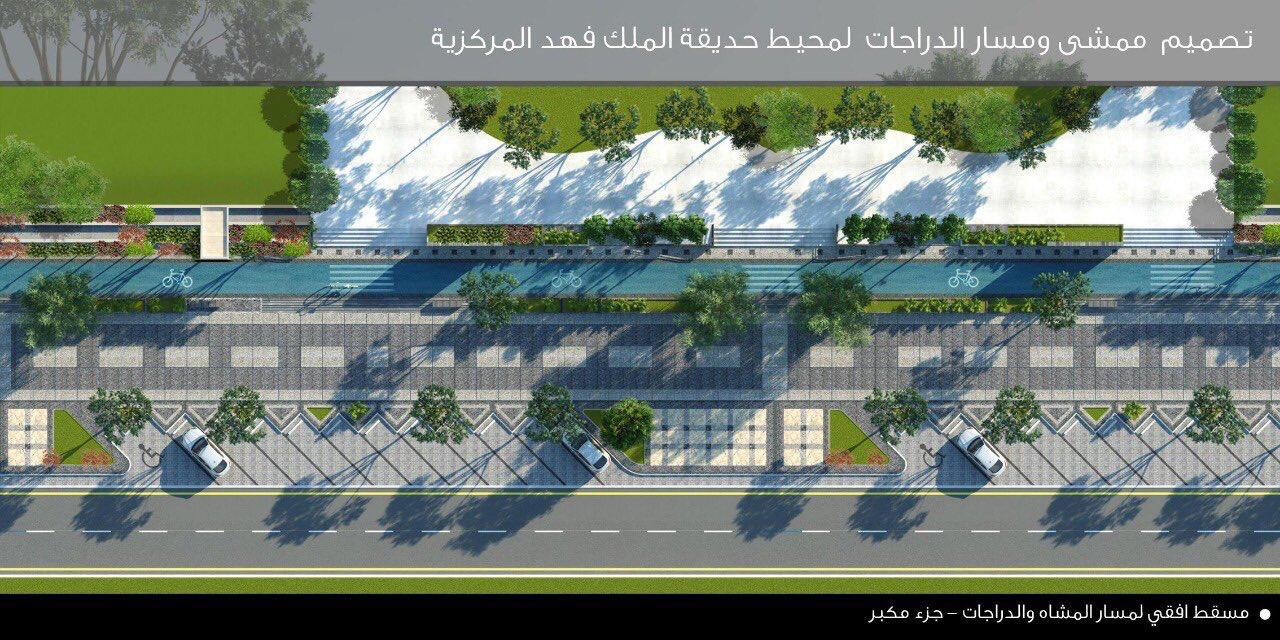 تصميم ممشى ومسار الدراجات لمحيط حديقة الملك فهد المركزية
مسقط افقي لمسار المشاه والدراجات – جزء مكبر